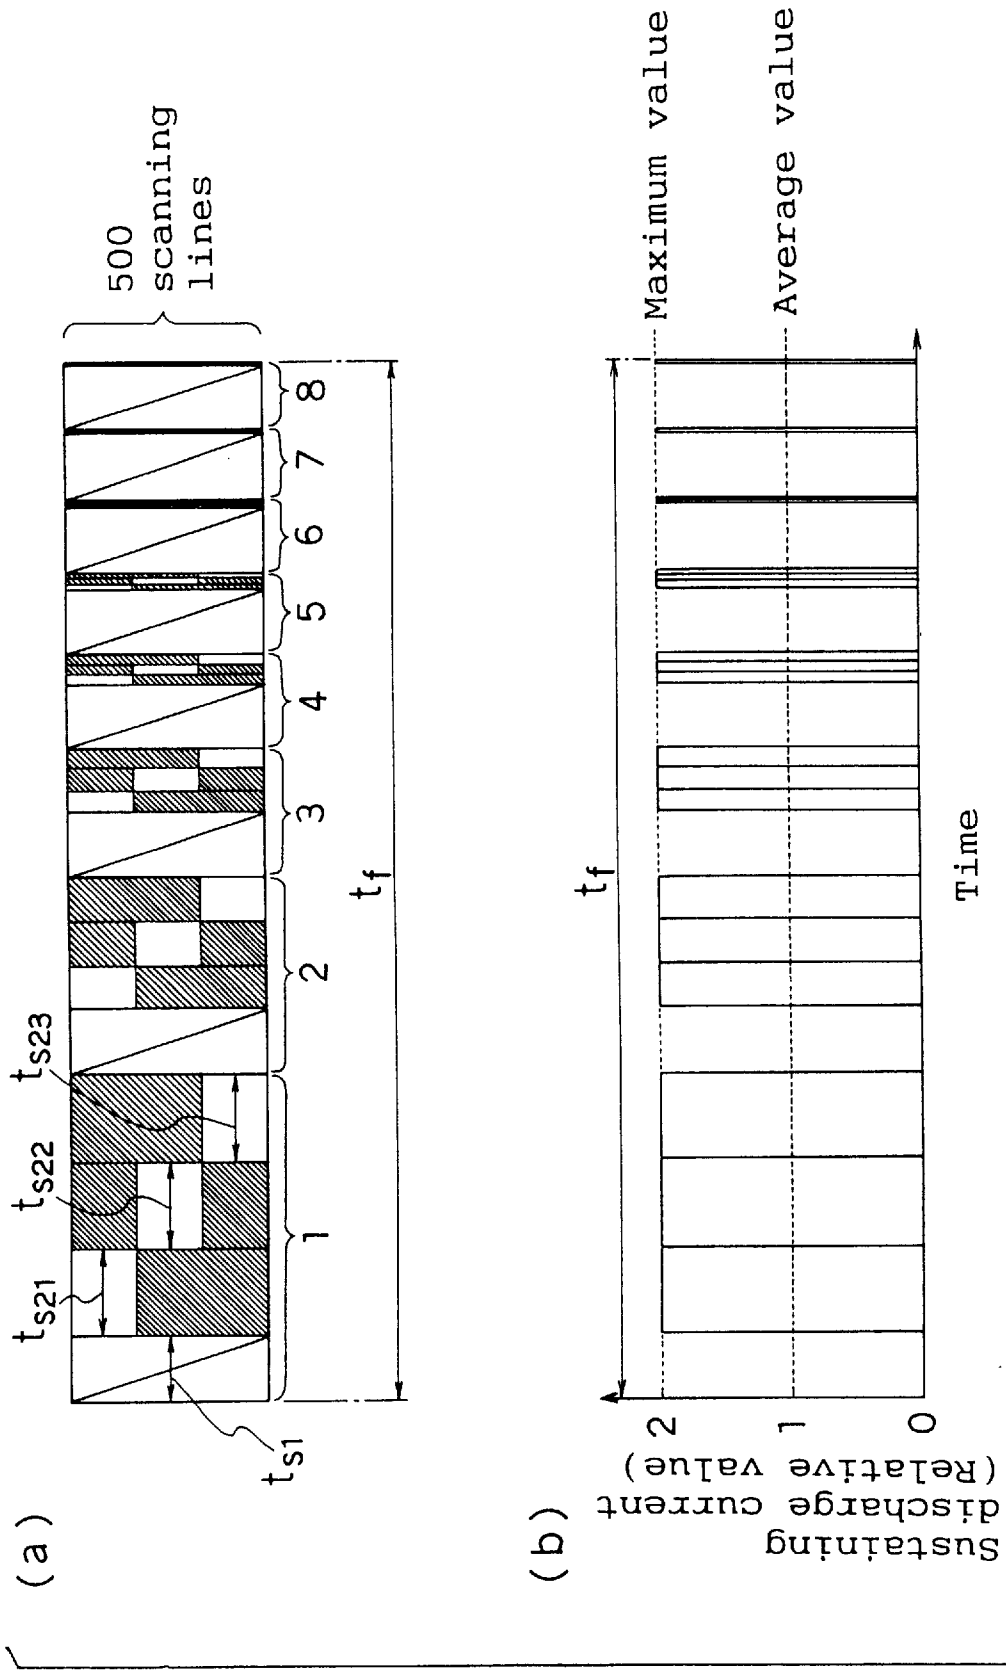 (a)
t_s1
t_s21
t_s22
t_s23
500
scanning
lines
1
2
3
4
5
6
7
8
t_f
(b)
Sustaining
discharge current
(Relative value)
2
1
0
t_f
Maximum value
Average value
Time